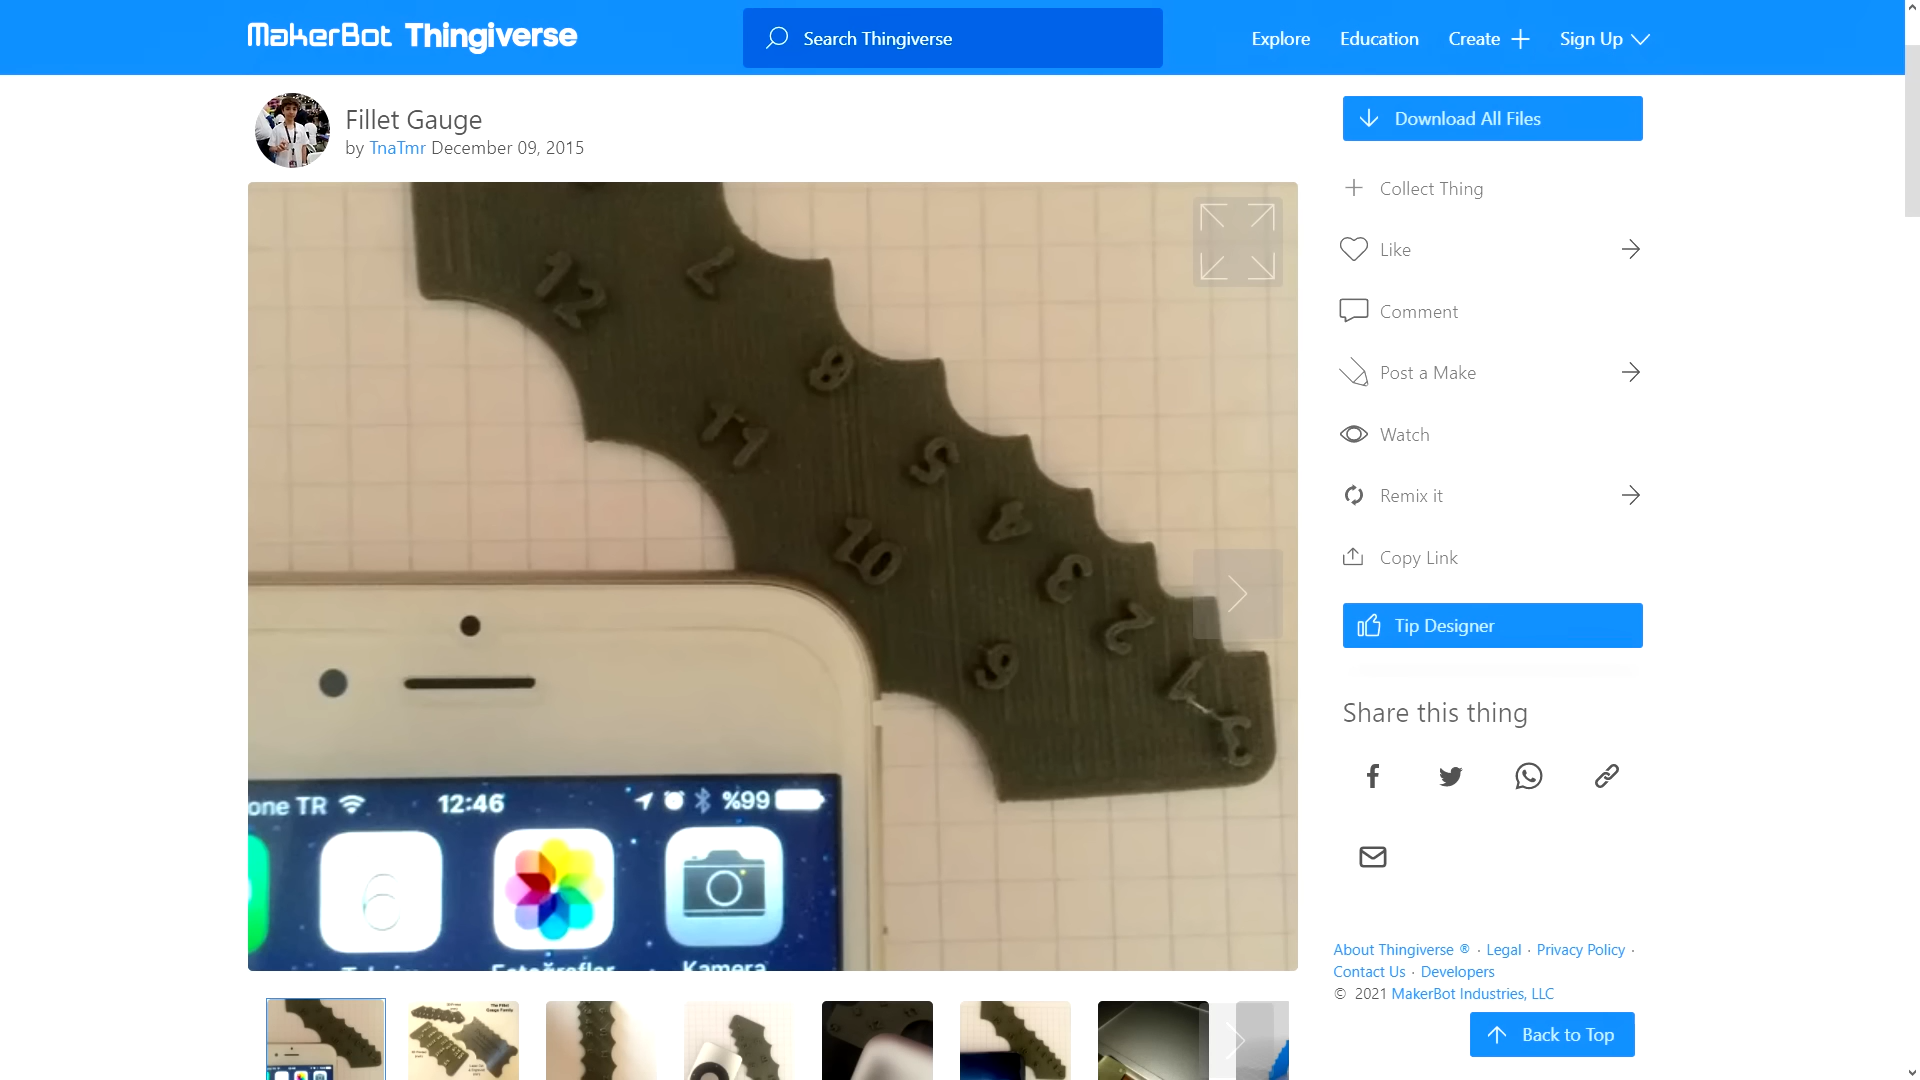 MakerBot Thingiverse
Search Thingiverse
Explore
Education
Create
Sign Up
Fillet Gauge
by TnaTmr December 09, 2015
Download All Files
Collect Thing
Like
Comment
Post a Make
Watch
Remix it
Copy Link
Tip Designer
Share this thing
12
7
8
11
5
4
10
3
2
9
1
one TR
12:46
%99
Fotoğraflar
Kamera
About Thingiverse ® · Legal · Privacy Policy ·
Contact Us · Developers
© 2021 MakerBot Industries, LLC
Back to Top